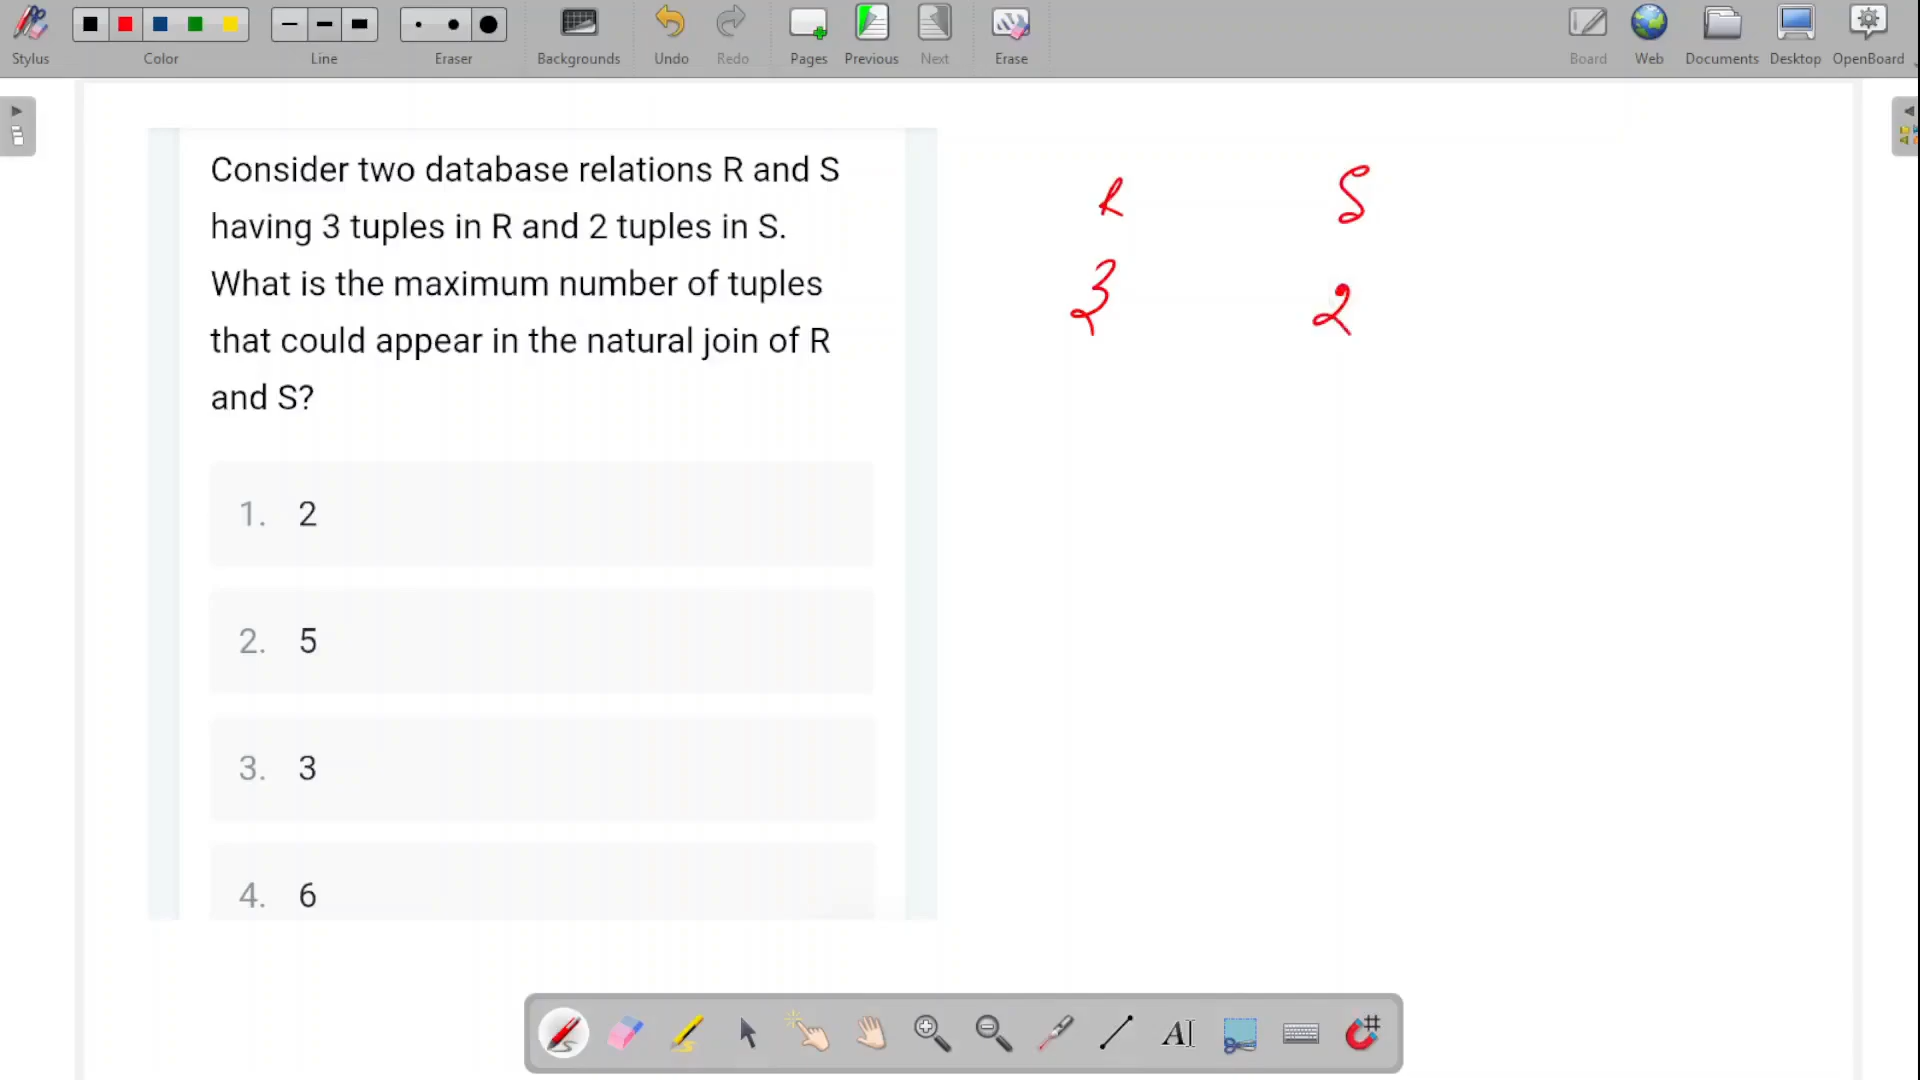 Stylus Color Line Eraser Backgrounds Undo Redo Pages Previous Next Erase Board Web Documents Desktop OpenBoard
Consider two database relations R and S
having 3 tuples in R and 2 tuples in S.
What is the maximum number of tuples
that could appear in the natural join of R
and S?
1. 2
2. 5
3. 3
4. 6
R S
3 2
AI